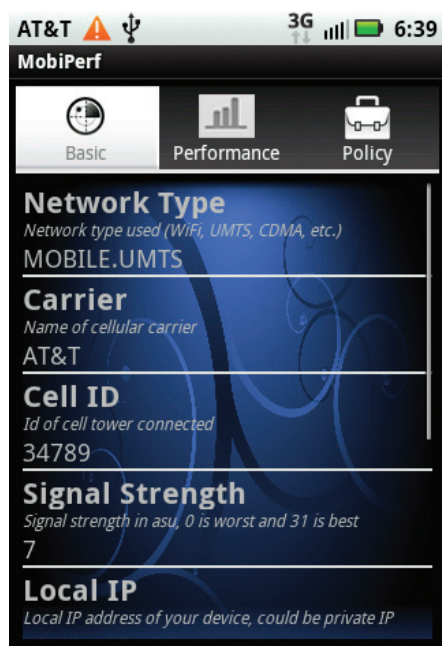 AT&T 3G 6:39
MobiPerf
Basic Performance Policy
Network Type
Network type used (WiFi, UMTS, CDMA, etc.)
MOBILE.UMTS
Carrier
Name of cellular carrier
AT&T
Cell ID
Id of cell tower connected
34789
Signal Strength
Signal strength in asu, 0 is worst and 31 is best
7
Local IP
Local IP address of your device, could be private IP